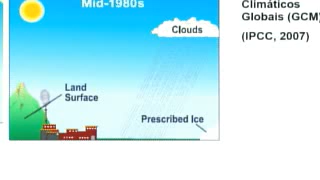 Mid-1980s
Clouds
Land
Surface
Prescribed Ice
Climáticos
Globais (GCM)
(IPCC, 2007)